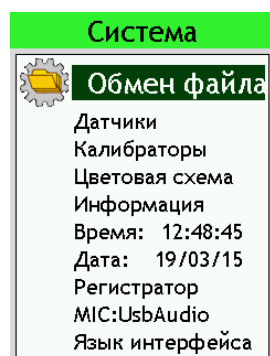 Система
Обмен файла
Датчики
Калибраторы
Цветовая схема
Информация
Время: 12:48:45
Дата: 19/03/15
Регистратор
MIC:UsbAudio
Язык интерфейса